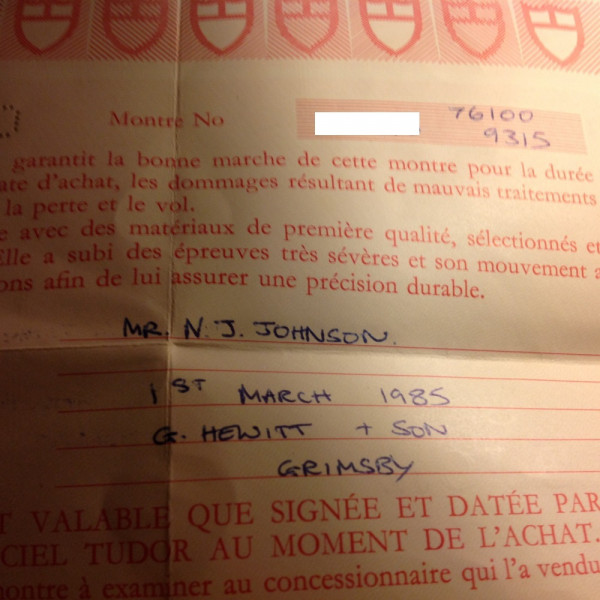 Montre No 76100
9315
garantit la bonne marche de cette montre pour la durée
ate d'achat, les dommages résultant de mauvais traitements
la perte et le vol.
e avec des matériaux de première qualité, sélectionnés et
Elle a subi des épreuves très sévères et son mouvement a
ons afin de lui assurer une précision durable.
MR. N. J. JOHNSON.
1ST MARCH 1985
G. HEWITT + SON
GRIMSBY
T VALABLE QUE SIGNÉE ET DATÉE PAR
CIEL TUDOR AU MOMENT DE L'ACHAT.
montre à examiner au concessionnaire qui l'a vendu